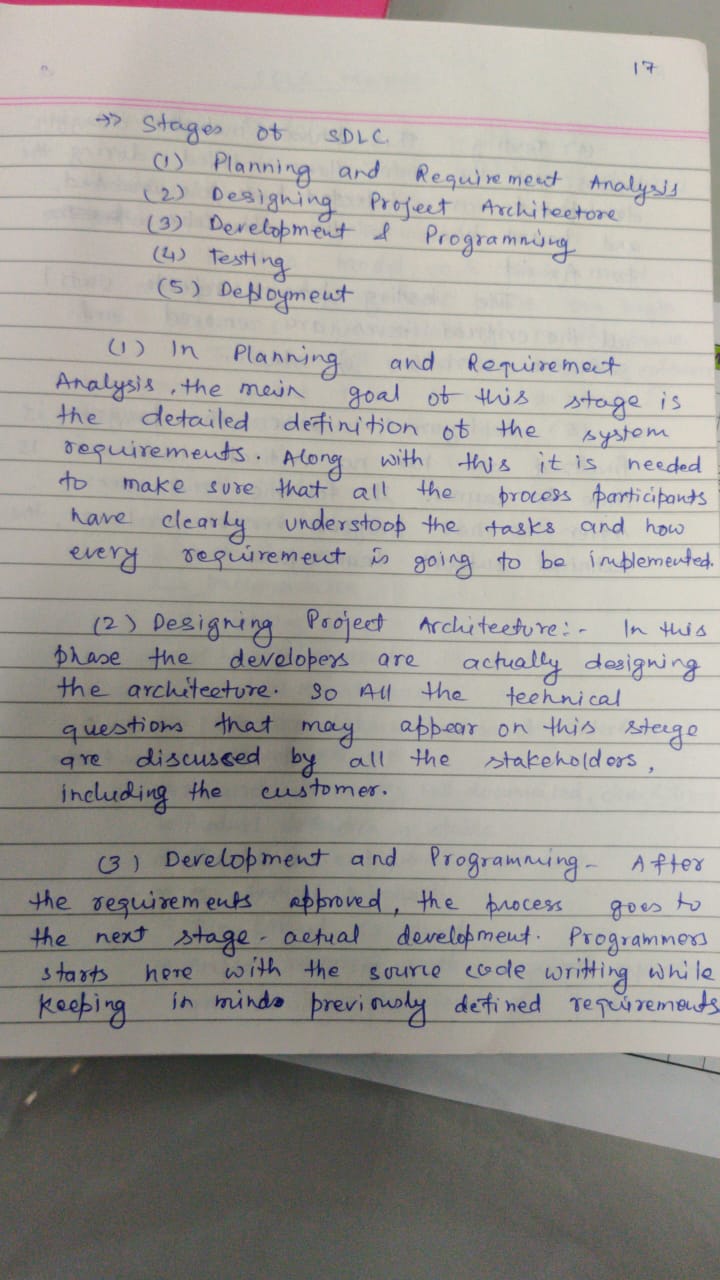 17
→> Stages of SDLC.
(1) Planning and Requirement Analysis
(2) Designing Project Architectore
(3) Development & Programming
(4) Testing
(5) Deployment
(1) In Planning and Requirement
Analysis, the main goal of this stage is
the detailed definition of the system
requirements. Along with this it is needed
to make sure that all the process participants
have clearly understoop the tasks and how
every requirement is going to be implemented.
(2) Designing Project Architecture:- In this
phase the developers are actually designing
the architecture. So All the technical
questions that may appear on this stage
are discussed by all the stakeholders,
including the customer.
(3) Development and Programming - After
the requirements approved, the process goes to
the next stage - actual development. Programmers
starts here with the source code writting while
keeping in mind previously defined requirements